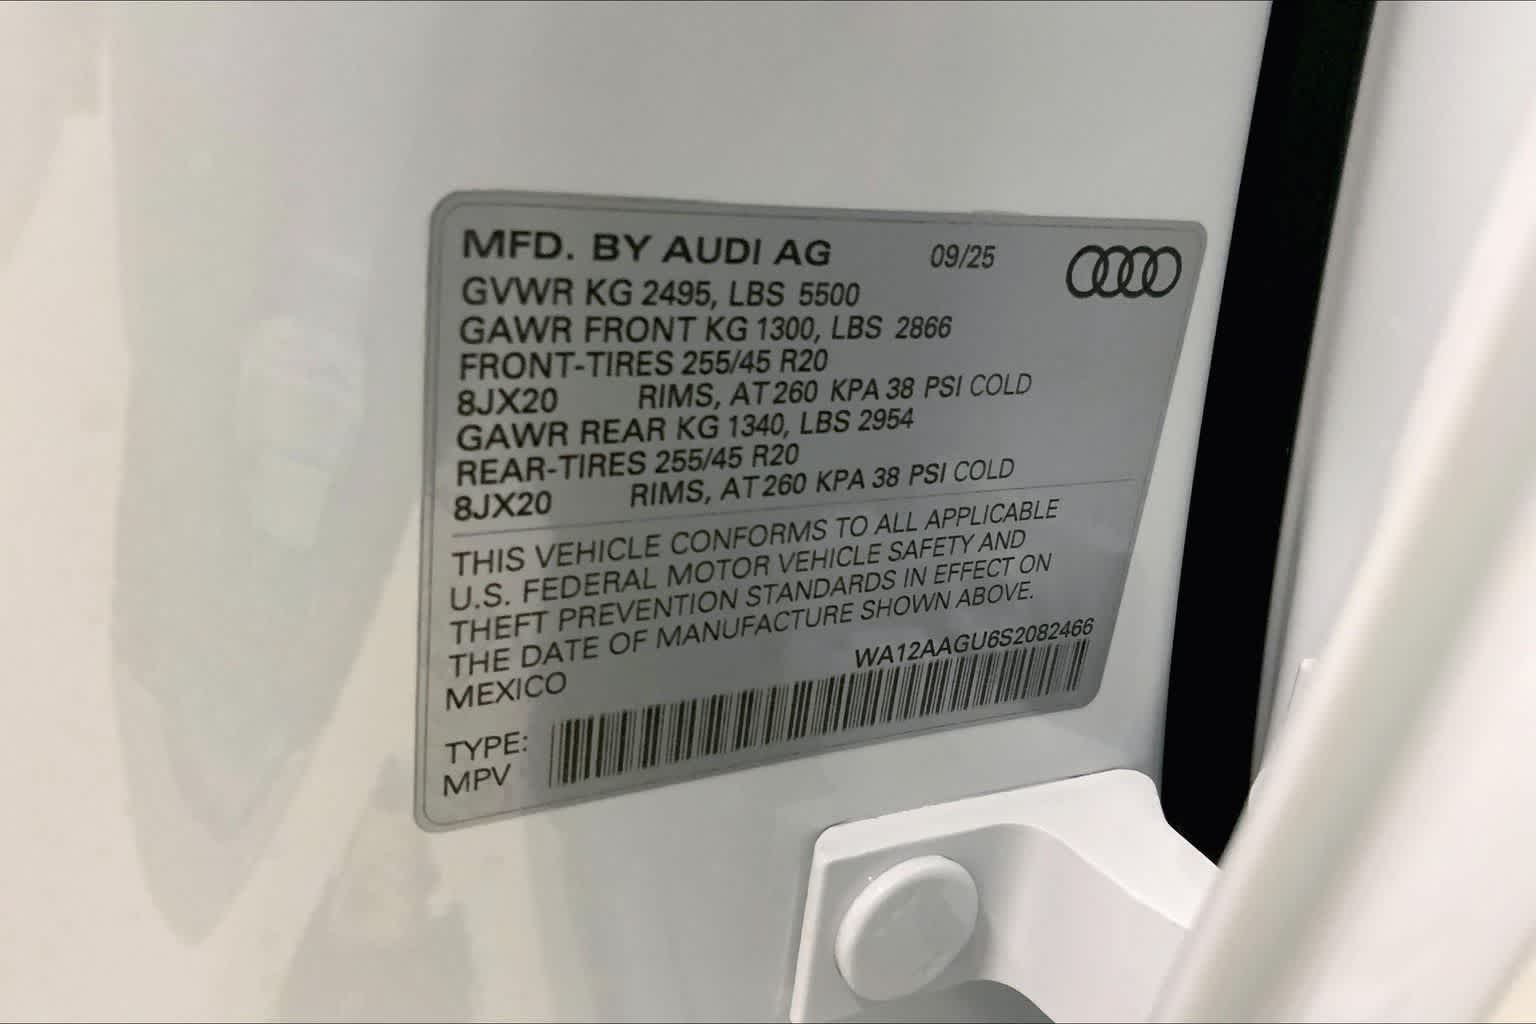 MFD. BY AUDI AG 09/25
GVWR KG 2495, LBS 5500
GAWR FRONT KG 1300, LBS 2866
FRONT-TIRES 255/45 R20
8JX20 RIMS, AT 260 KPA 38 PSI COLD
GAWR REAR KG 1340, LBS 2954
REAR-TIRES 255/45 R20
8JX20 RIMS, AT 260 KPA 38 PSI COLD
THIS VEHICLE CONFORMS TO ALL APPLICABLE
U.S. FEDERAL MOTOR VEHICLE SAFETY AND
THEFT PREVENTION STANDARDS IN EFFECT ON
THE DATE OF MANUFACTURE SHOWN ABOVE.
MEXICO WA12AAGU6S2082466
TYPE:
MPV